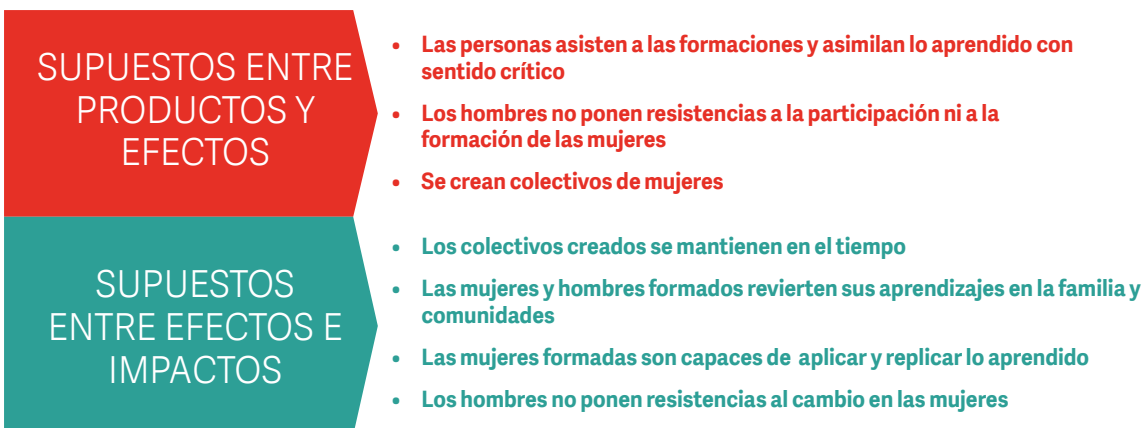 SUPUESTOS ENTRE
PRODUCTOS Y
EFECTOS
• Las personas asisten a las formaciones y asimilan lo aprendido con
sentido crítico
• Los hombres no ponen resistencias a la participación ni a la
formación de las mujeres
• Se crean colectivos de mujeres
SUPUESTOS
ENTRE EFECTOS E
IMPACTOS
• Los colectivos creados se mantienen en el tiempo
• Las mujeres y hombres formados revierten sus aprendizajes en la familia y
comunidades
• Las mujeres formadas son capaces de aplicar y replicar lo aprendido
• Los hombres no ponen resistencias al cambio en las mujeres